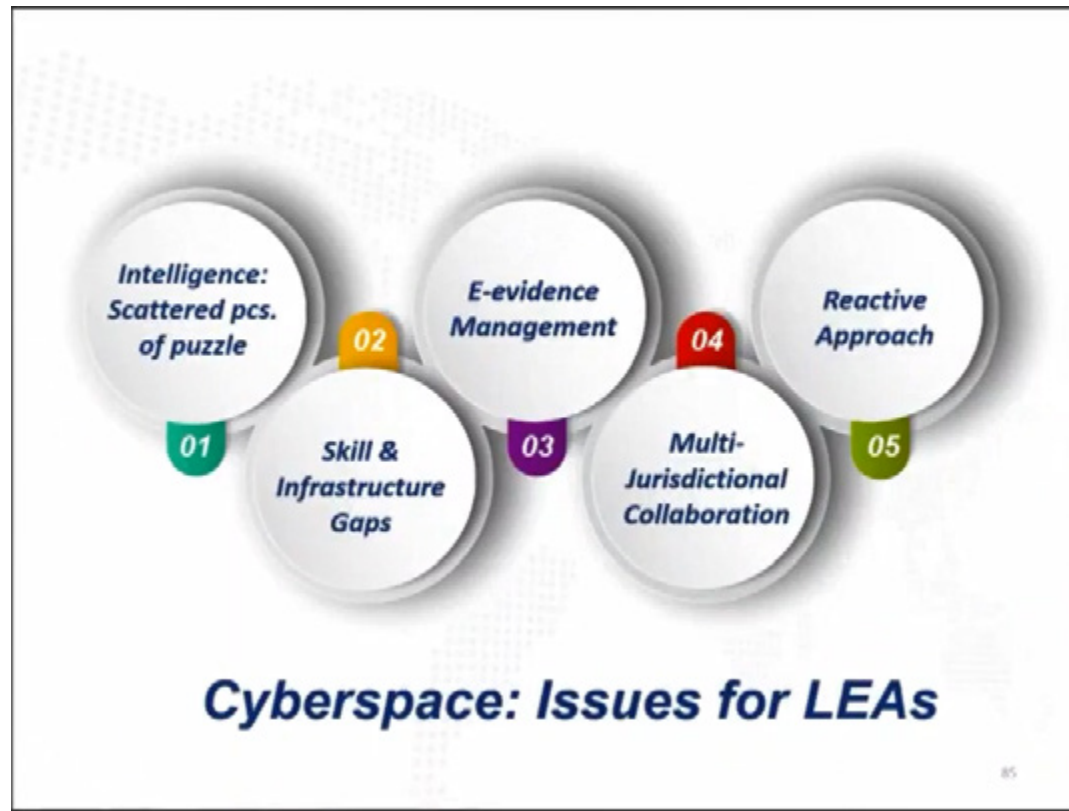 Intelligence:
Scattered pcs.
of puzzle
01
02
Skill &
Infrastructure
Gaps
E-evidence
Management
03
04
Multi-
Jurisdictional
Collaboration
Reactive
Approach
05
Cyberspace: Issues for LEAs
85